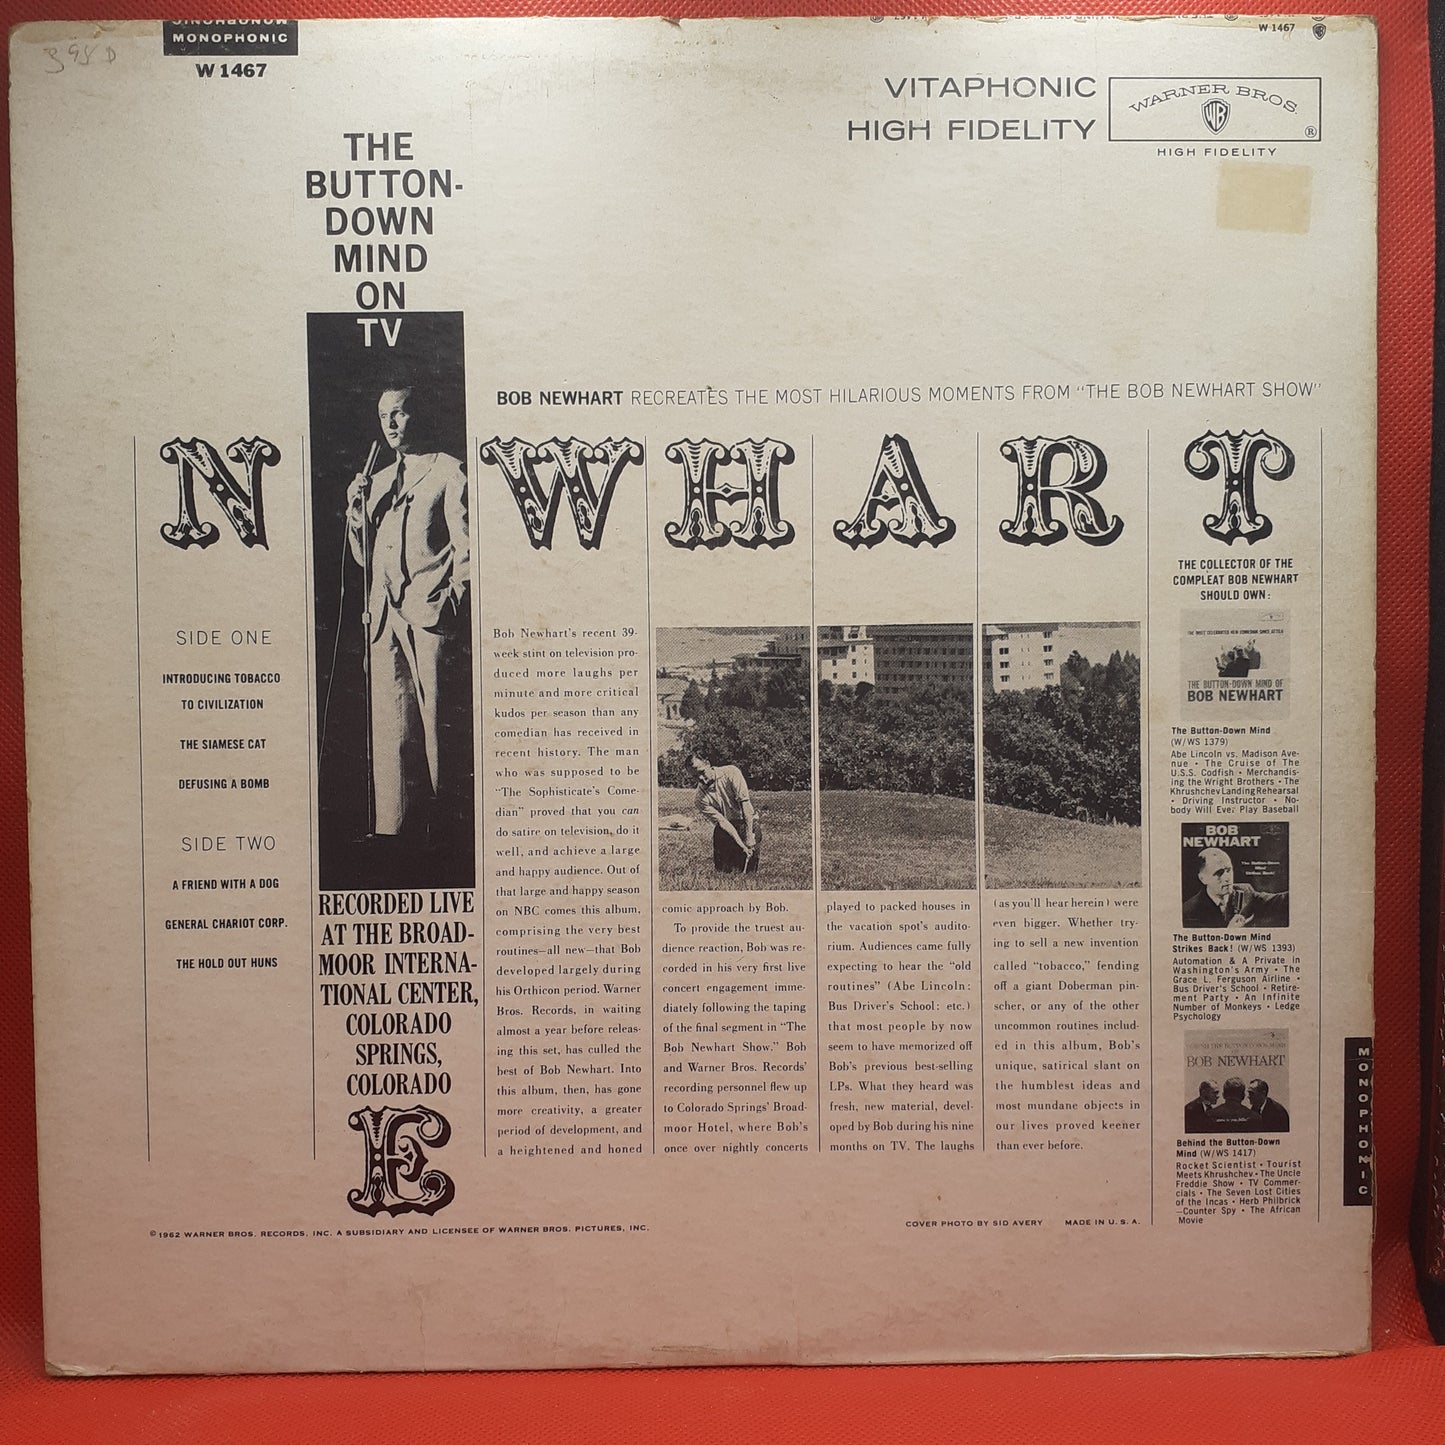 MONOPHONIC
MONOPHONIC
W 1467
W 1467
398 D
VITAPHONIC
HIGH FIDELITY
WARNER BROS.
WB
®
HIGH FIDELITY
THE
BUTTON-
DOWN
MIND
ON
TV
BOB NEWHART RECREATES THE MOST HILARIOUS MOMENTS FROM "THE BOB NEWHART SHOW"
N W H A R T
SIDE ONE
INTRODUCING TOBACCO
TO CIVILIZATION
THE SIAMESE CAT
DEFUSING A BOMB
SIDE TWO
A FRIEND WITH A DOG
GENERAL CHARIOT CORP.
THE HOLD OUT HUNS
RECORDED LIVE
AT THE BROAD-
MOOR INTERNA-
TIONAL CENTER,
COLORADO
SPRINGS,
COLORADO
E
Bob Newhart's recent 39-
week stint on television pro-
duced more laughs per
minute and more critical
kudos per season than any
comedian has received in
recent history. The man
who was supposed to be
"The Sophisticate's Come-
dian" proved that you can
do satire on television, do it
well, and achieve a large
and happy audience. Out of
that large and happy season
on NBC comes this album,
comprising the very best
routines—all new—that Bob
developed largely during
his Orthicon period. Warner
Bros. Records, in waiting
almost a year before releas-
ing this set, has culled the
best of Bob Newhart. Into
this album, then, has gone
more creativity, a greater
period of development, and
a heightened and honed
comic approach by Bob.
To provide the truest au-
dience reaction, Bob was re-
corded in his very first live
concert engagement imme-
diately following the taping
of the final segment in "The
Bob Newhart Show." Bob
and Warner Bros. Records'
recording personnel flew up
to Colorado Springs' Broad-
moor Hotel, where Bob's
once over nightly concerts
played to packed houses in
the vacation spot's audito-
rium. Audiences came fully
expecting to hear the "old
routines" (Abe Lincoln:
Bus Driver's School: etc.)
that most people by now
seem to have memorized off
Bob's previous best-selling
LPs. What they heard was
fresh, new material, devel-
oped by Bob during his nine
months on TV. The laughs
(as you'll hear herein) were
even bigger. Whether try-
ing to sell a new invention
called "tobacco," fending
off a giant Doberman pin-
scher, or any of the other
uncommon routines includ-
ed in this album, Bob's
unique, satirical slant on
the humblest ideas and
most mundane objects in
our lives proved keener
than ever before.
THE COLLECTOR OF THE
COMPLEAT BOB NEWHART
SHOULD OWN:
THE MOST CELEBRATED NEW COMEDIAN SINCE ATTILA
THE BUTTON-DOWN MIND OF
BOB NEWHART
The Button-Down Mind
(W/WS 1379)
Abe Lincoln vs. Madison Ave-
nue • The Cruise of The
U.S.S. Codfish • Merchandis-
ing the Wright Brothers • The
Khrushchev Landing Rehearsal
• Driving Instructor • No-
body Will Ever Play Baseball
BOB
NEWHART
The Button-Down
Mind
Strikes Back!
The Button-Down Mind
Strikes Back! (W/WS 1393)
Automation & A Private in
Washington's Army • The
Grace L. Ferguson Airline •
Bus Driver's School • Retire-
ment Party • An Infinite
Number of Monkeys • Ledge
Psychology
BEHIND THE BUTTON-DOWN MIND
BOB NEWHART
Behind the Button-Down
Mind (W/WS 1417)
Rocket Scientist • Tourist
Meets Khrushchev • The Uncle
Freddie Show • TV Commer-
cials • The Seven Lost Cities
of the Incas • Herb Philbrick
—Counter Spy • The African
Movie
MONOPHONIC
© 1962 WARNER BROS. RECORDS, INC. A SUBSIDIARY AND LICENSEE OF WARNER BROS. PICTURES, INC.
COVER PHOTO BY SID AVERY MADE IN U.S.A.